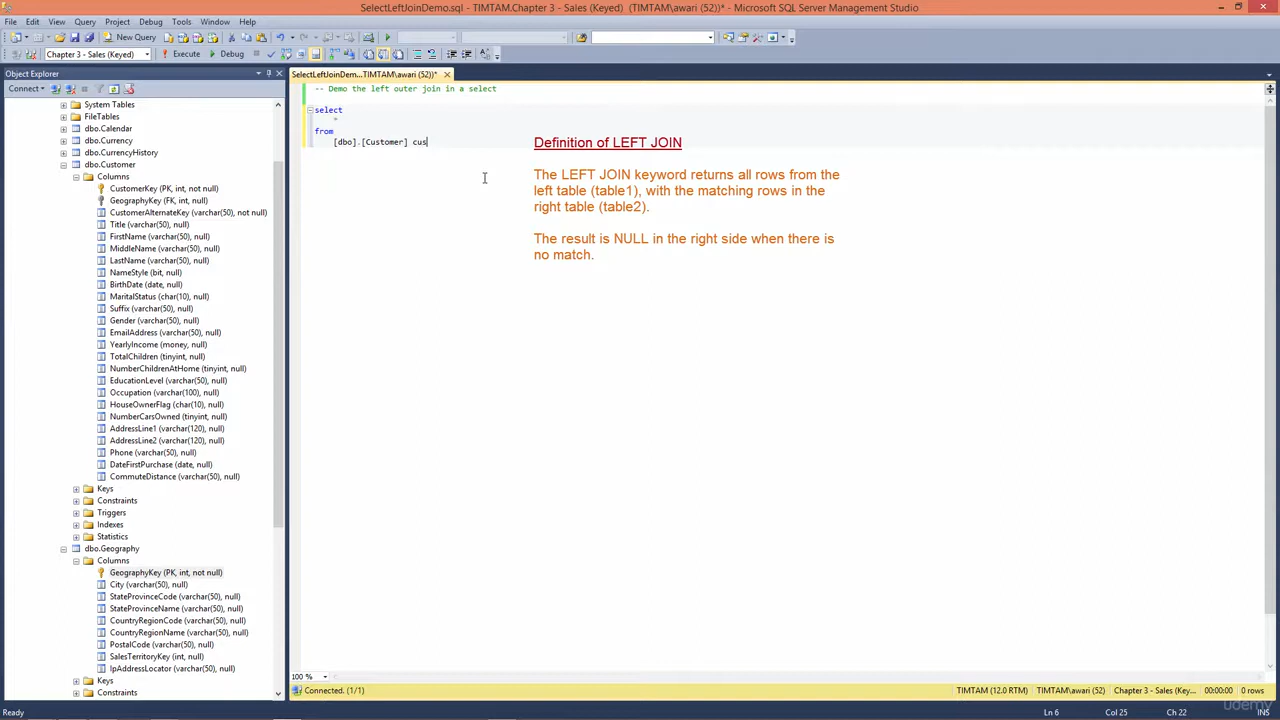 SelectLeftJoinDemo.sql - TIMTAM.Chapter 3 - Sales (Keyed) (TIMTAM\awari (52))* - Microsoft SQL Server Management Studio
File Edit View Query Project Debug Tools Window Help
New Query
Chapter 3 - Sales (Keyed) Execute Debug
Object Explorer
Connect
System Tables
FileTables
dbo.Calendar
dbo.Currency
dbo.CurrencyHistory
dbo.Customer
Columns
CustomerKey (PK, int, not null)
GeographyKey (FK, int, null)
CustomerAlternateKey (varchar(50), not null)
Title (varchar(50), null)
FirstName (varchar(50), null)
MiddleName (varchar(50), null)
LastName (varchar(50), null)
NameStyle (bit, null)
BirthDate (date, null)
MaritalStatus (char(10), null)
Suffix (varchar(50), null)
Gender (varchar(50), null)
EmailAddress (varchar(50), null)
YearlyIncome (money, null)
TotalChildren (tinyint, null)
NumberChildrenAtHome (tinyint, null)
EducationLevel (varchar(50), null)
Occupation (varchar(100), null)
HouseOwnerFlag (char(10), null)
NumberCarsOwned (tinyint, null)
AddressLine1 (varchar(120), null)
AddressLine2 (varchar(120), null)
Phone (varchar(50), null)
DateFirstPurchase (date, null)
CommuteDistance (varchar(50), null)
Keys
Constraints
Triggers
Indexes
Statistics
dbo.Geography
Columns
GeographyKey (PK, int, not null)
City (varchar(50), null)
StateProvinceCode (varchar(50), null)
StateProvinceName (varchar(50), null)
CountryRegionCode (varchar(50), null)
CountryRegionName (varchar(50), null)
PostalCode (varchar(50), null)
SalesTerritoryKey (int, null)
IpAddressLocator (varchar(50), null)
Keys
Constraints
SelectLeftJoinDem...TIMTAM\awari (52))*
-- Demo the left outer join in a select
select
*
from
[dbo].[Customer] cus
Definition of LEFT JOIN
The LEFT JOIN keyword returns all rows from the
left table (table1), with the matching rows in the
right table (table2).
The result is NULL in the right side when there is
no match.
100 %
Connected. (1/1) TIMTAM (12.0 RTM) TIMTAM\awari (52) Chapter 3 - Sales (Key... 00:00:00 0 rows
udemy
Ready Ln 6 Col 25 Ch 22 INS